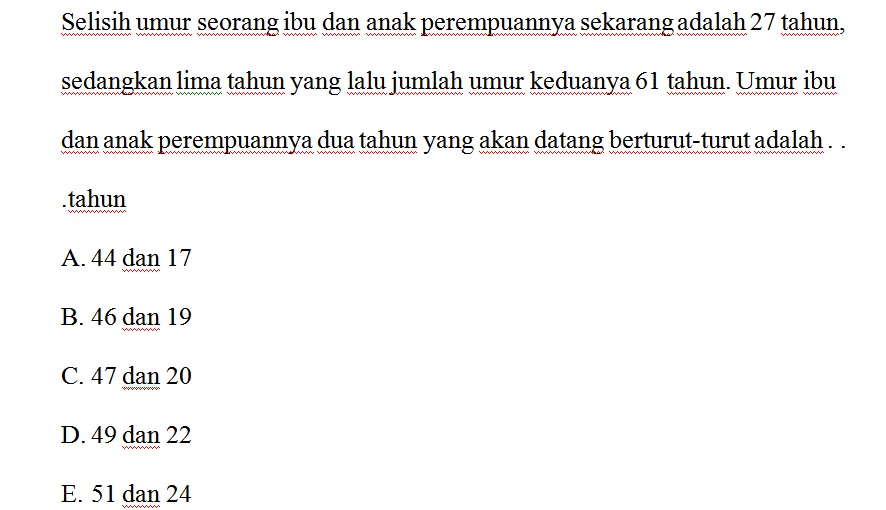 Selisih umur seorang ibu dan anak perempuannya sekarang adalah 27 tahun,
sedangkan lima tahun yang lalu jumlah umur keduanya 61 tahun. Umur ibu
dan anak perempuannya dua tahun yang akan datang berturut-turut adalah . .
.tahun
A. 44 dan 17
B. 46 dan 19
C. 47 dan 20
D. 49 dan 22
E. 51 dan 24